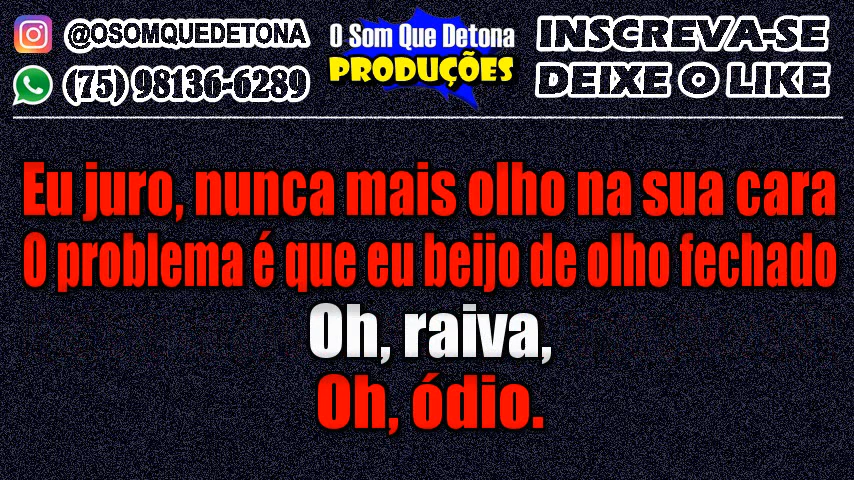 @OSOMQUEDETONA
(75) 98136-6289
O Som Que Detona
PRODUÇÕES
INSCREVA-SE
DEIXE O LIKE
Eu juro, nunca mais olho na sua cara
O problema é que eu beijo de olho fechado
Oh, raiva,
Oh, ódio.